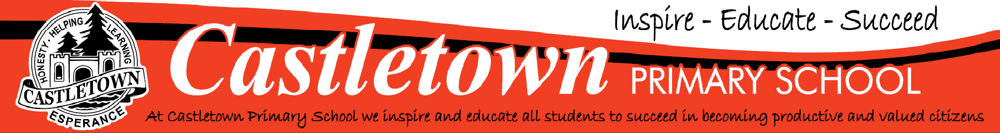 HONESTY · HELPING LEARNING
CASTLETOWN
ESPERANCE
Inspire - Educate - Succeed
Castletown PRIMARY SCHOOL
At Castletown Primary School we inspire and educate all students to succeed in becoming productive and valued citizens